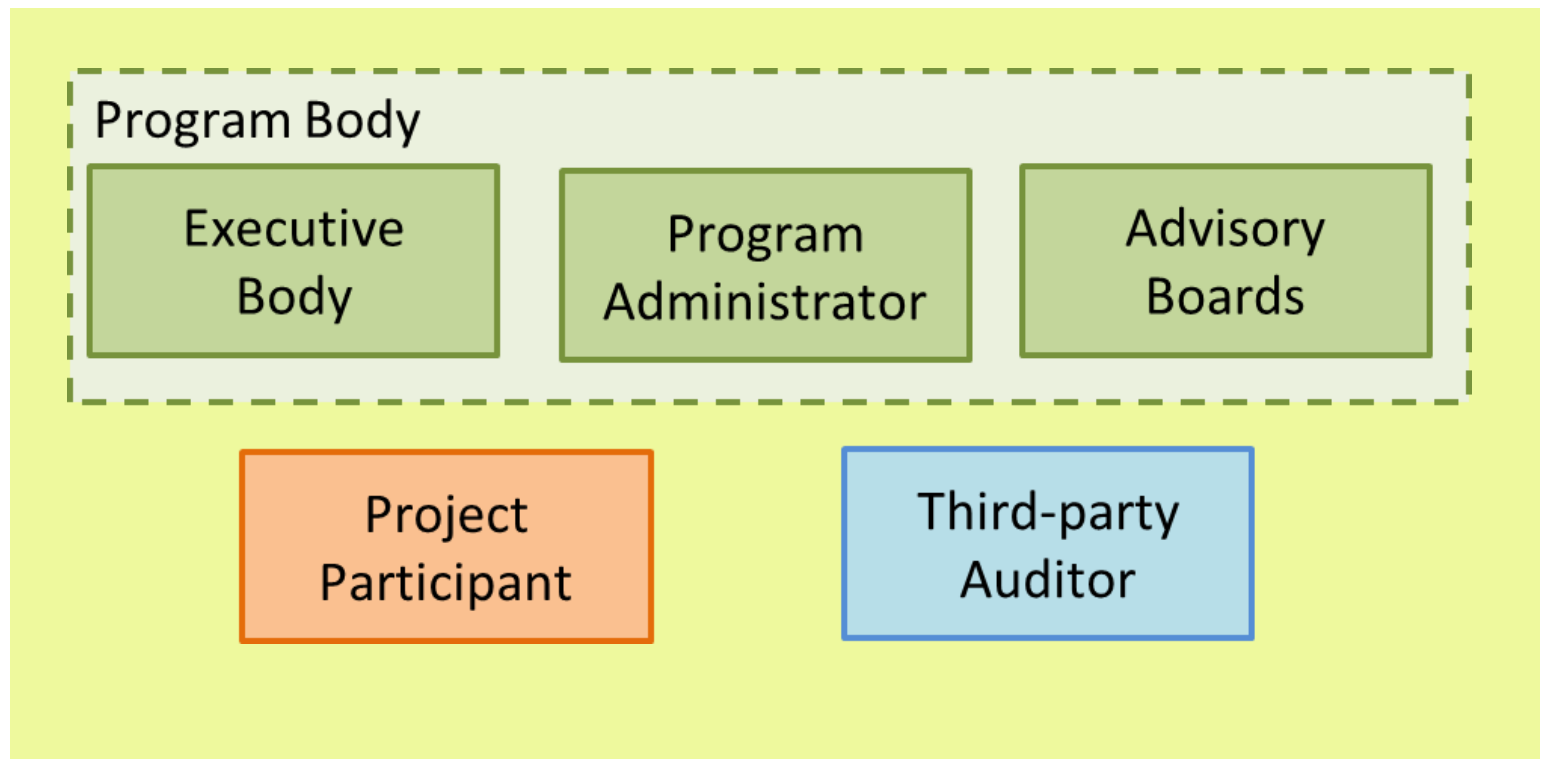 Program Body
Executive
Body
Program
Administrator
Advisory
Boards
Project
Participant
Third-party
Auditor